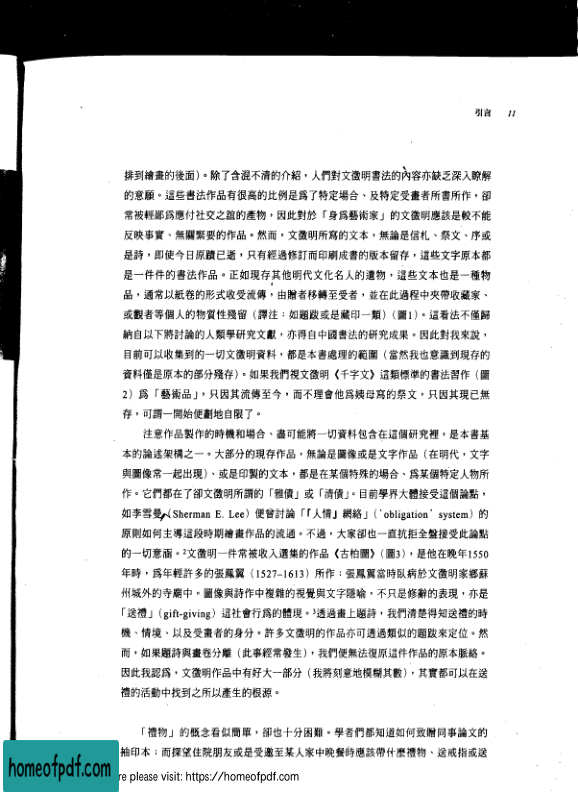 引言 11
排到繪畫的後面）。除了含混不清的介紹，人們對文徵明書法的內容亦缺乏深入瞭解
的意願。這些書法作品有很高的比例是爲了特定場合、及特定受畫者所書所作，卻
常被輕鄙爲應付社交之誼的產物，因此對於「身爲藝術家」的文徵明應該是較不能
反映事實、無關緊要的作品。然而，文徵明所寫的文本，無論是信札、祭文、序或
是詩，即使今日原蹟已逝，只有經過修訂而印刷成書的版本留存，這些文字原本都
是一件件的書法作品。正如現存其他明代文化名人的遺物，這些文本也是一種物
品，通常以紙卷的形式收受流傳，由贈者移轉至受者，並在此過程中夾帶收藏家、
或觀者等個人的物質性殘留（譯注：如題跋或是藏印一類）（圖1）。這看法不僅歸
納自以下將討論的人類學研究文獻，亦得自中國書法的研究成果。因此對我來說，
目前可以收集到的一切文徵明資料，都是本書處理的範圍（當然我也意識到現存的
資料僅是原本的部分殘存）。如果我們視文徵明《千字文》這類標準的書法習作（圖
2）爲「藝術品」，只因其流傳至今，而不理會他爲姨母寫的祭文，只因其現已無
存，可謂一開始便劃地自限了。
注意作品製作的時機和場合、盡可能將一切資料包含在這個研究裡，是本書基
本的論述架構之一。大部分的現存作品，無論是圖像或是文字作品（在明代，文字
與圖像常一起出現）、或是印製的文本，都是在某個特殊的場合、爲某個特定人物所
作。它們都在了卻文徵明所謂的「雅債」或「清債」。目前學界大體接受這個論點，
如李雪曼（Sherman E. Lee）便曾討論「『人情』網絡」（'obligation' system）的
原則如何主導這段時期繪畫作品的流通。不過，大家卻也一直抗拒全盤接受此論點
的一切意涵。²文徵明一件常被收入選集的作品《古柏圖》（圖3），是他在晚年1550
年時，爲年輕許多的張鳳翼（1527–1613）所作；張鳳翼當時臥病於文徵明家鄉蘇
州城外的寺廟中。圖像與詩作中複雜的視覺與文字隱喻，不只是修辭的表現，亦是
「送禮」（gift-giving）這社會行爲的體現。³透過畫上題詩，我們清楚得知送禮的時
機、情境、以及受畫者的身分。許多文徵明的作品亦可透過類似的題跋來定位。然
而，如果題詩與畫卷分離（此事經常發生），我們便無法復原這件作品的原本脈絡。
因此我認爲，文徵明作品中有好大一部分（我將刻意地模糊其數），其實都可以在送
禮的活動中找到之所以產生的根源。
「禮物」的概念看似簡單，卻也十分困難。學者們都知道如何致贈同事論文的
抽印本；而探望住院朋友或是受邀至某人家中晚餐時應該帶什麼禮物、送戒指或送
homeofpdf.com
re please visit: https://homeofpdf.com